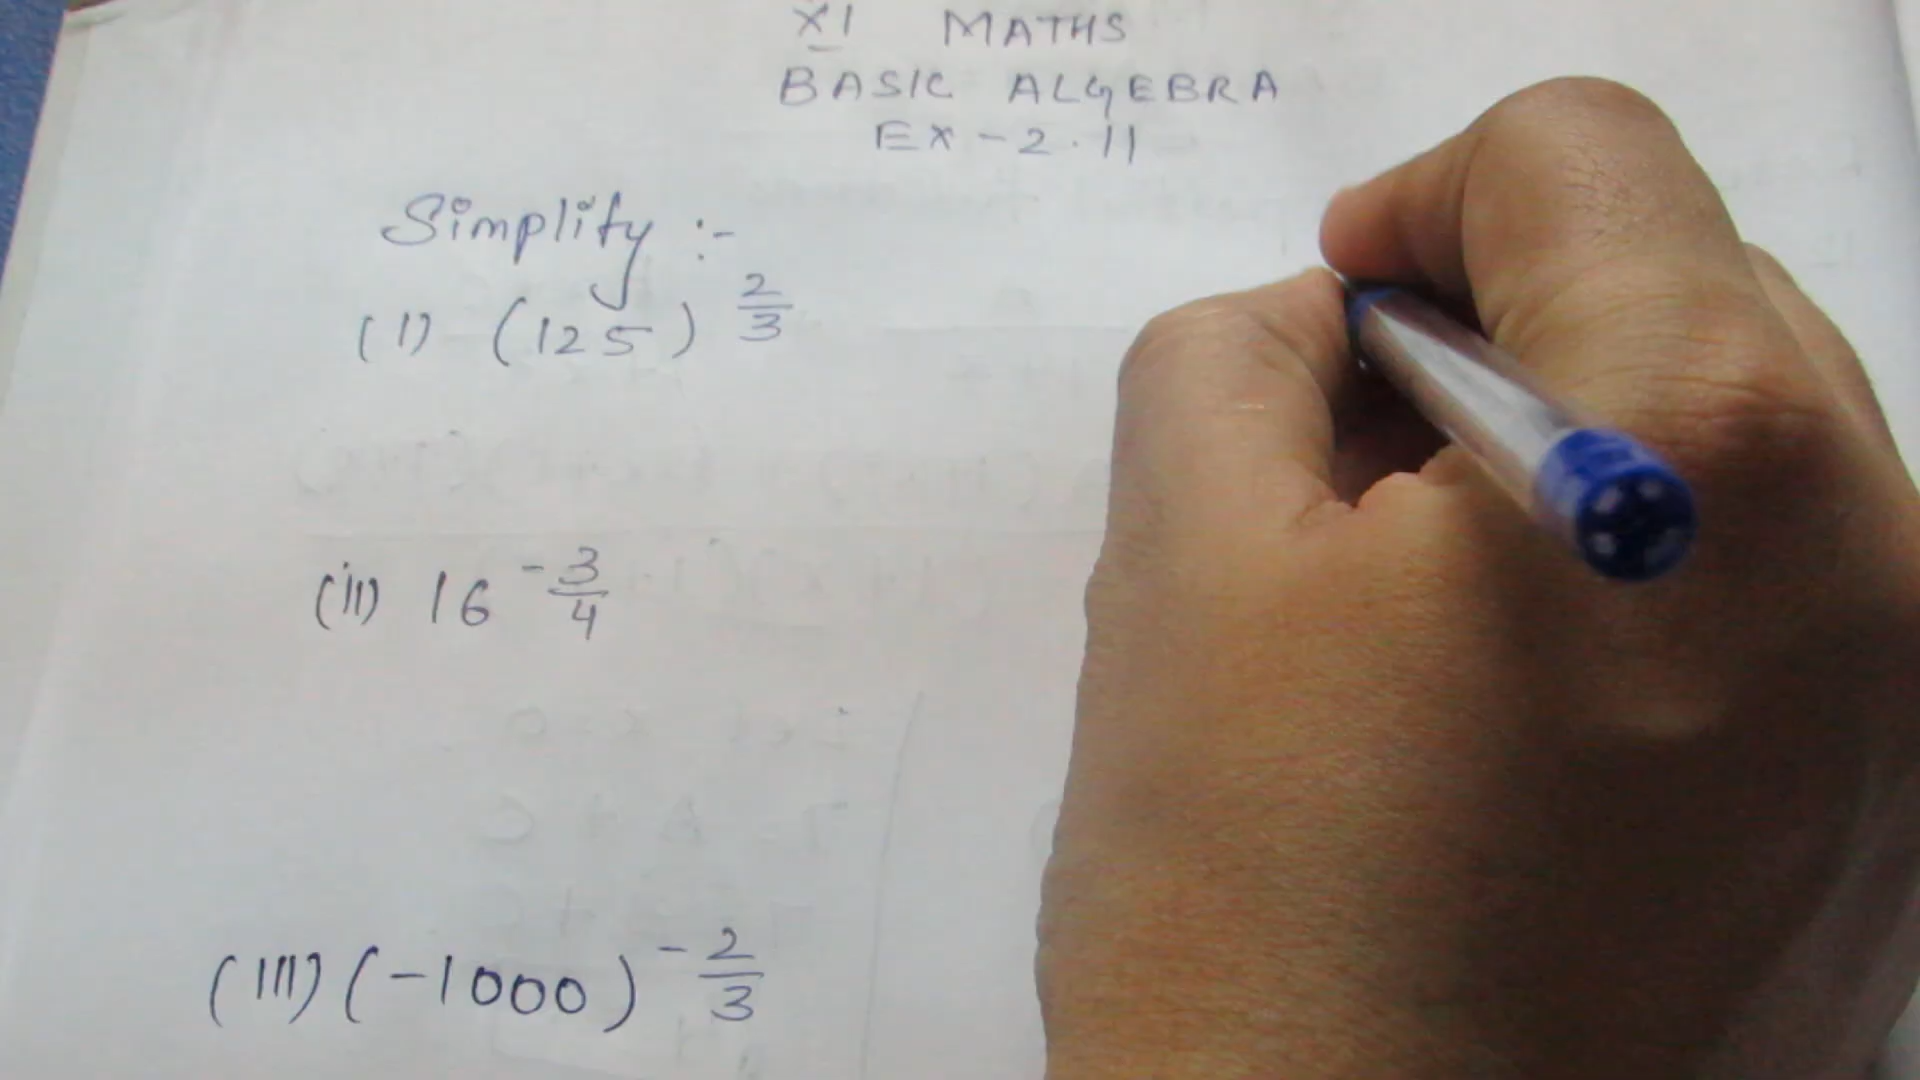 XI MATHS
BASIC ALGEBRA
EX-2.11
Simplify :-
(i) (125)^2/3
(ii) 16^-3/4
(iii) (-1000)^-2/3